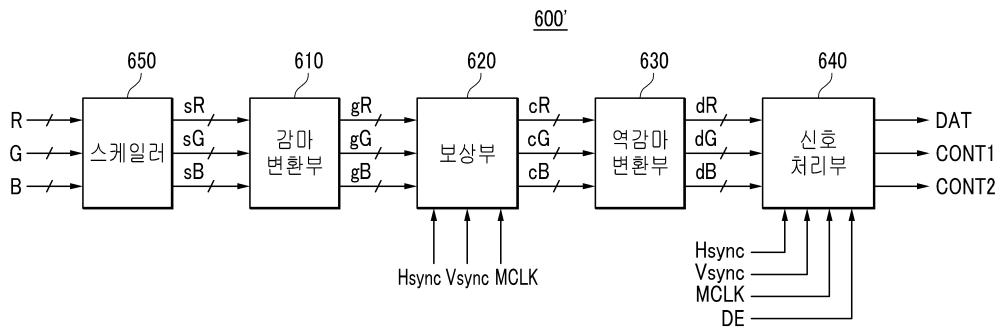 600'
650
610
620
630
640
R
G
B
스케일러
sR
sG
sB
감마
변환부
gR
gG
gB
보상부
cR
cG
cB
역감마
변환부
dR
dG
dB
신호
처리부
DAT
CONT1
CONT2
Hsync Vsync MCLK
Hsync
Vsync
MCLK
DE